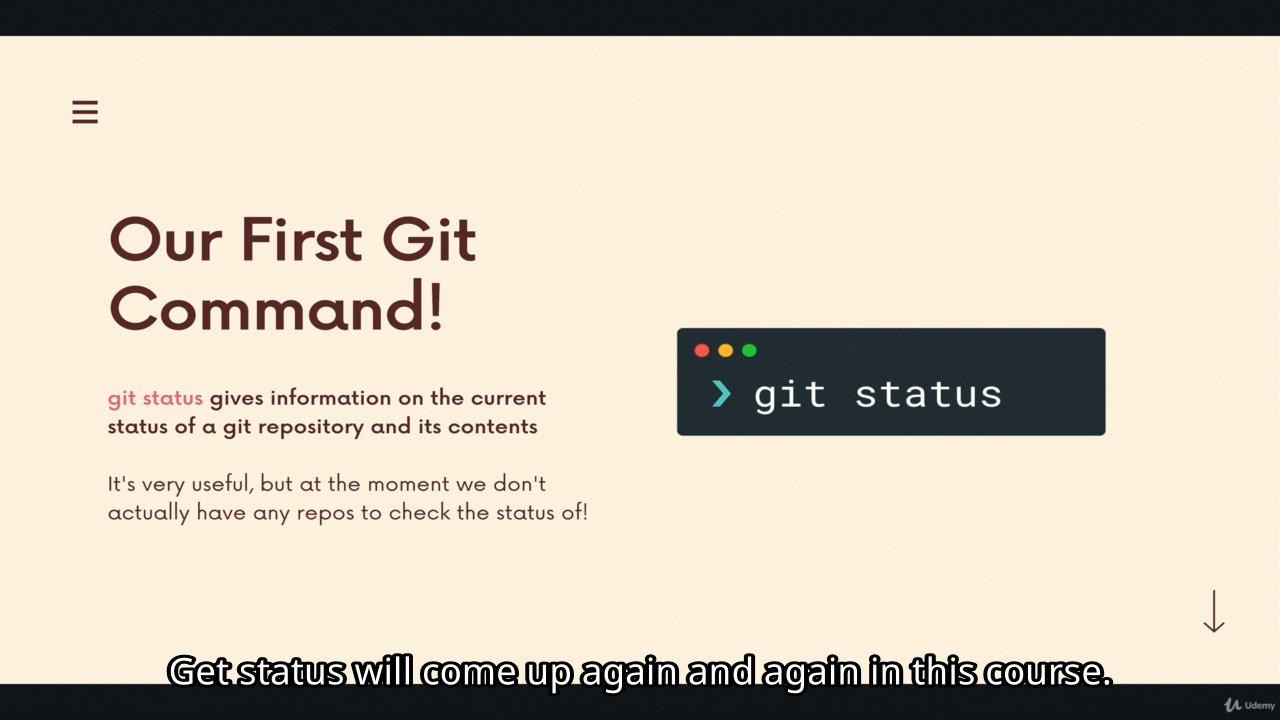 Our First Git
Command!
git status gives information on the current
status of a git repository and its contents
It's very useful, but at the moment we don't
actually have any repos to check the status of!
❯ git status
Get status will come up again and again in this course.
Udemy